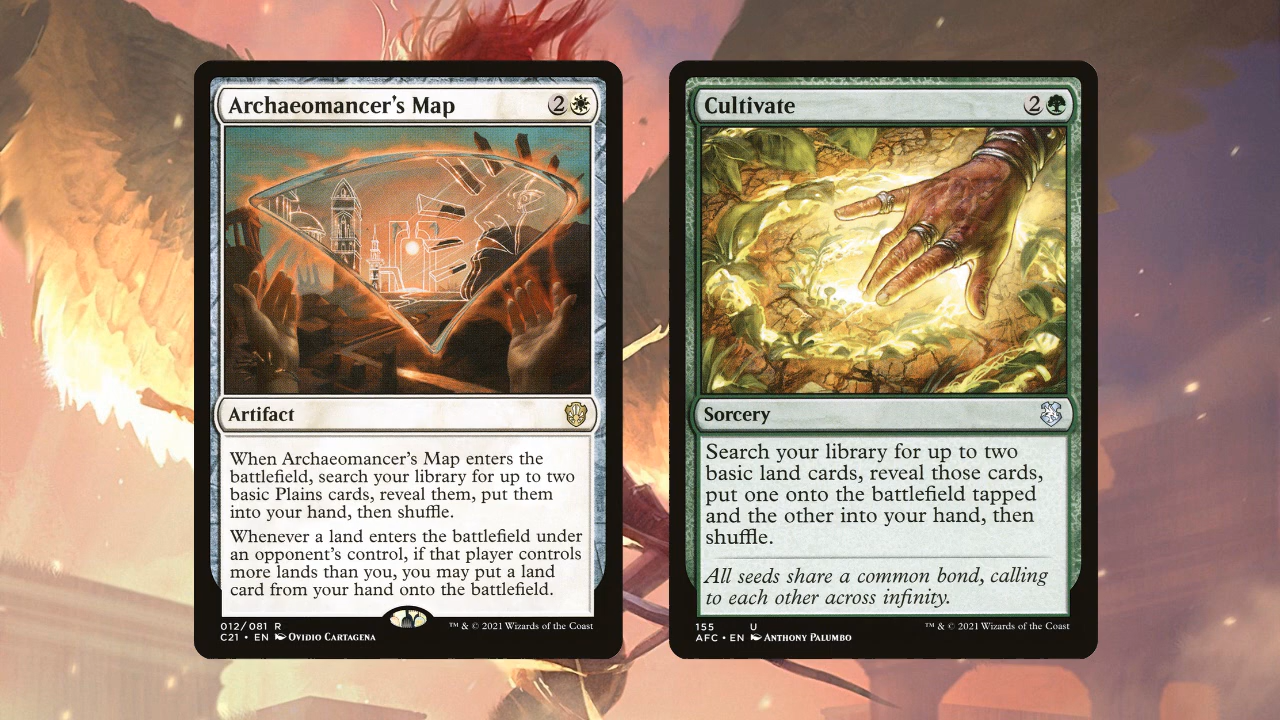 Archaeomancer's Map 2
Artifact
When Archaeomancer's Map enters the
battlefield, search your library for up to two
basic Plains cards, reveal them, put them
into your hand, then shuffle.
Whenever a land enters the battlefield under
an opponent's control, if that player controls
more lands than you, you may put a land
card from your hand onto the battlefield.
012/081 R
C21 • EN Ovidio Cartagena
™ & © 2021 Wizards of the Coast
Cultivate 2
Sorcery
Search your library for up to two
basic land cards, reveal those cards,
put one onto the battlefield tapped
and the other into your hand, then
shuffle.
All seeds share a common bond, calling
to each other across infinity.
155 U
AFC • EN Anthony Palumbo
™ & © 2021 Wizards of the Coast